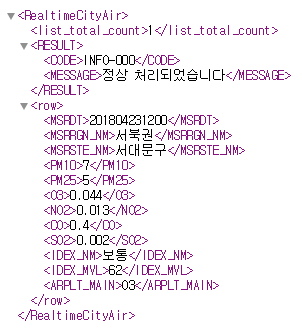 <RealtimeCityAir>
<list_total_count>1</list_total_count>
<RESULT>
<CODE>INFO-000</CODE>
<MESSAGE>정상 처리되었습니다</MESSAGE>
</RESULT>
<row>
<MSRDT>201804231200</MSRDT>
<MSRRGN_NM>서북권</MSRRGN_NM>
<MSRSTE_NM>서대문구</MSRSTE_NM>
<PM10>7</PM10>
<PM25>5</PM25>
<O3>0.044</O3>
<NO2>0.013</NO2>
<CO>0.4</CO>
<SO2>0.002</SO2>
<IDEX_NM>보통</IDEX_NM>
<IDEX_MVL>62</IDEX_MVL>
<ARPLT_MAIN>O3</ARPLT_MAIN>
</row>
</RealtimeCityAir>